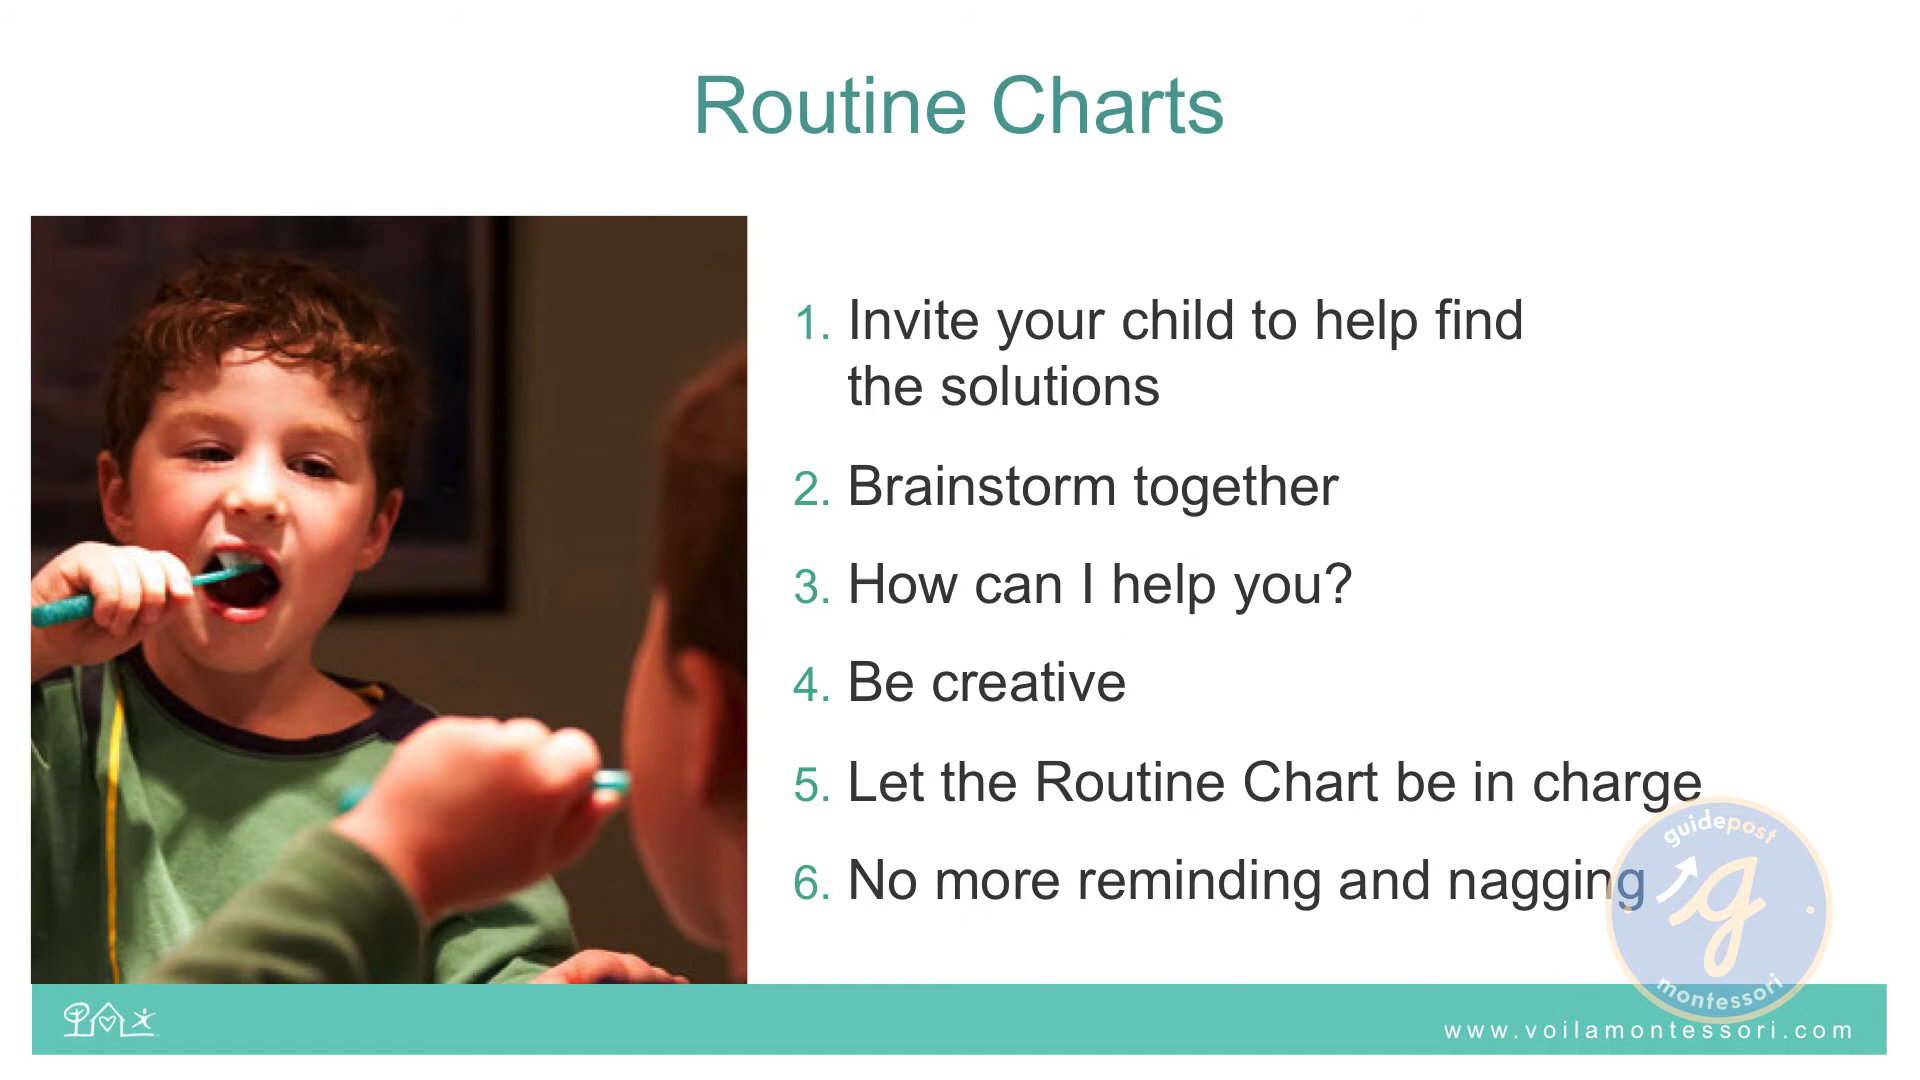 Routine Charts
1. Invite your child to help find
the solutions
2. Brainstorm together
3. How can I help you?
4. Be creative
5. Let the Routine Chart be in charge
6. No more reminding and nagging
guidepost
g
montessori
www.voilamontessori.com